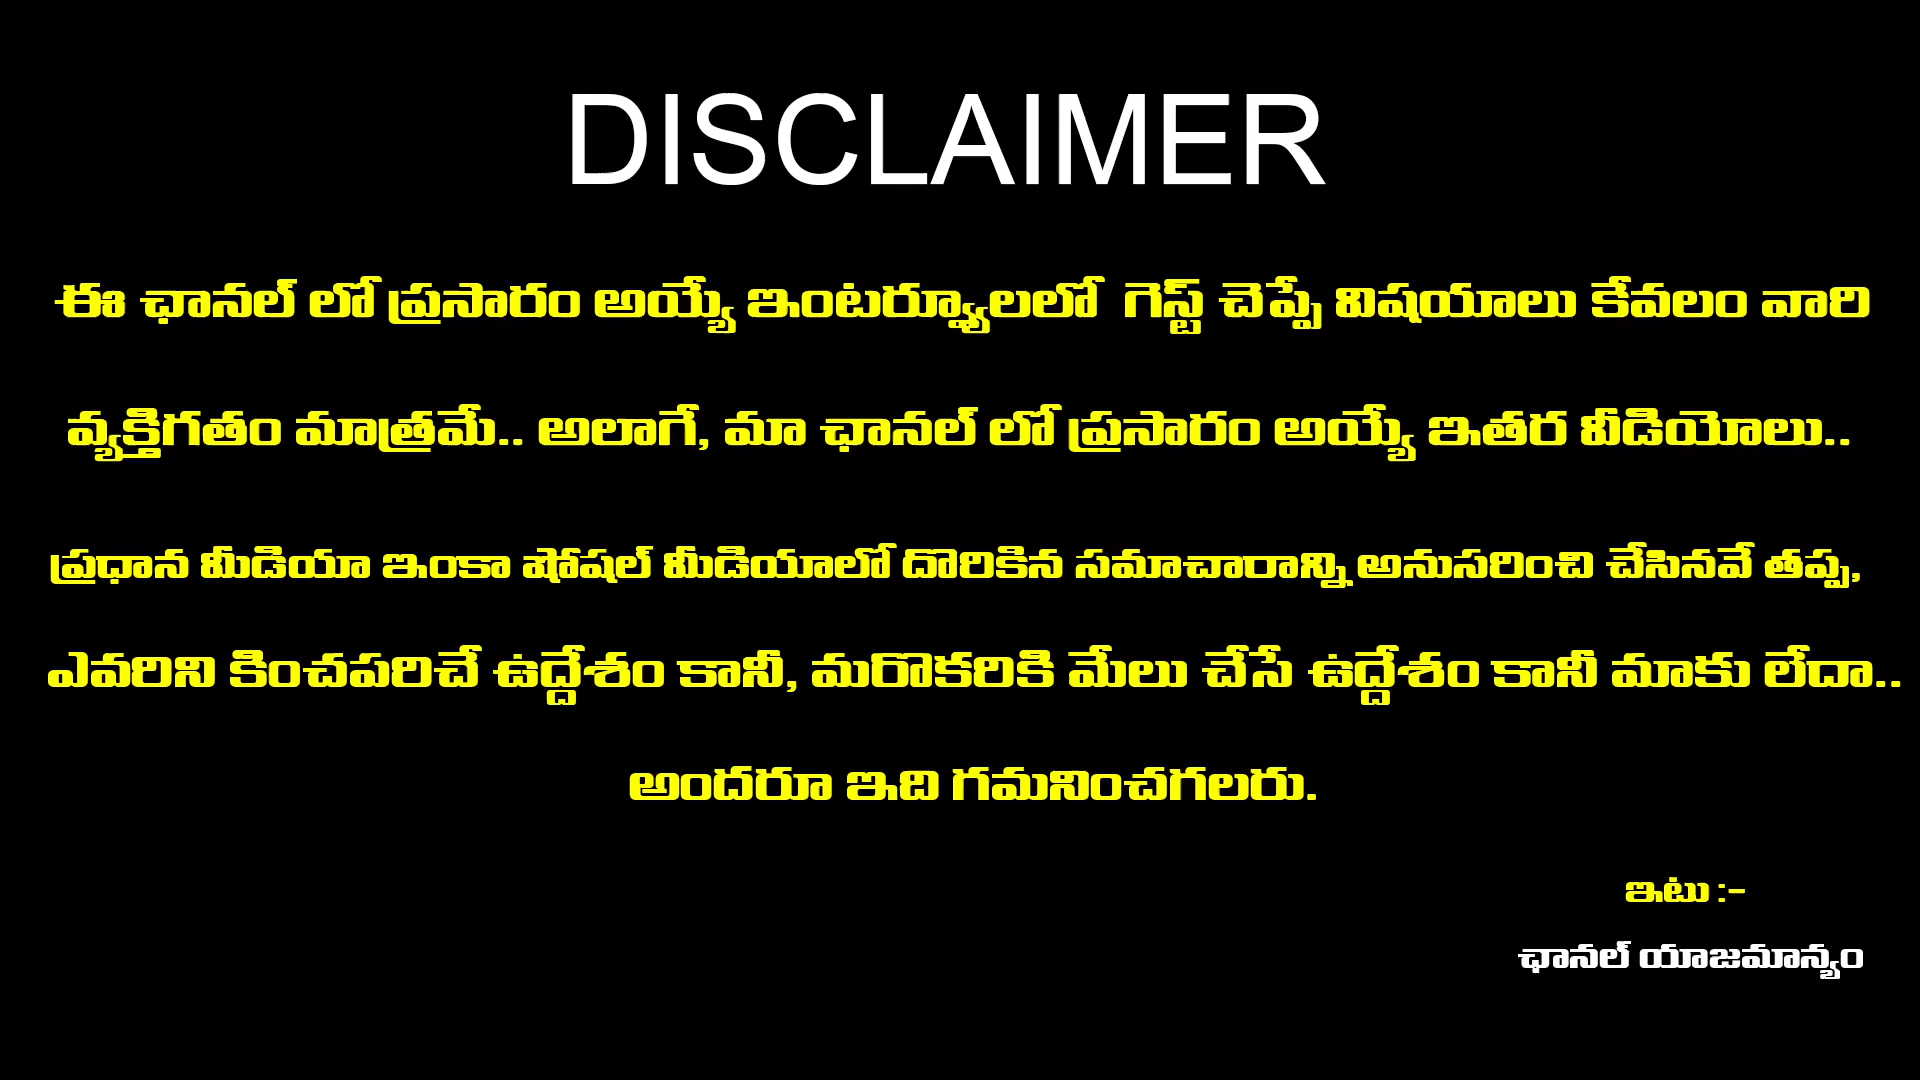 DISCLAIMER
ఈ ఛానల్ లో ప్రసారం అయ్యే ఇంటర్వ్యూలలో గెస్ట్ చెప్పే విషయాలు కేవలం వారి
వ్యక్తిగతం మాత్రమే.. అలాగే, మా ఛానల్ లో ప్రసారం అయ్యే ఇతర వీడియోలు..
ప్రధాన మీడియా ఇంకా షోషల్ మీడియాలో దొరికిన సమాచారాన్ని అనుసరించి చేసినవే తప్ప,
ఎవరిని కించపరిచే ఉద్దేశం కానీ, మరొకరికి మేలు చేసే ఉద్దేశం కానీ మాకు లేదా..
అందరూ ఇది గమనించగలరు.
ఇటు :-
ఛానల్ యాజమాన్యం